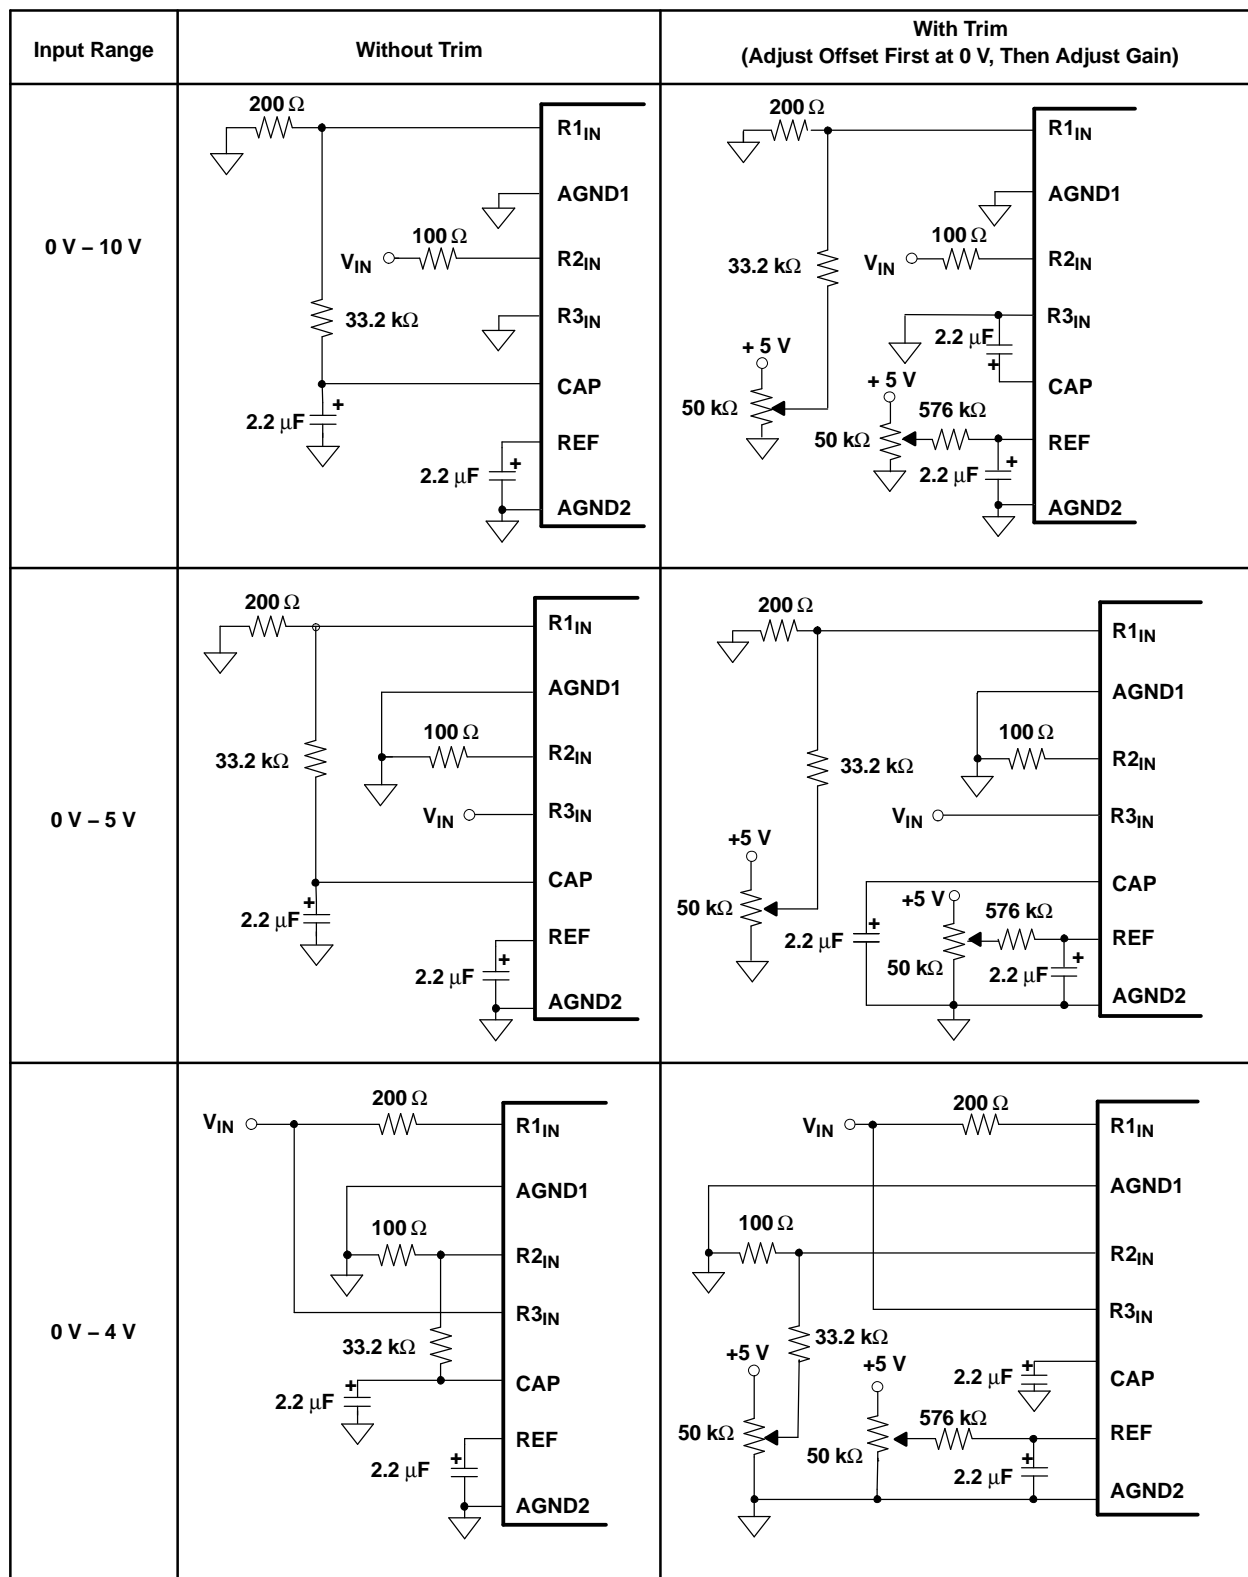 Input Range
Without Trim
With Trim
(Adjust Offset First at 0 V, Then Adjust Gain)
0 V – 10 V
200 Ω
R1IN
AGND1
100 Ω
VIN
R2IN
33.2 kΩ
R3IN
CAP
2.2 μF
+
REF
2.2 μF
+
AGND2
200 Ω
R1IN
AGND1
33.2 kΩ
100 Ω
VIN
R2IN
R3IN
2.2 μF
+
+ 5 V
CAP
50 kΩ
+ 5 V
576 kΩ
50 kΩ
REF
2.2 μF
+
AGND2
0 V – 5 V
200 Ω
R1IN
AGND1
100 Ω
33.2 kΩ
R2IN
VIN
R3IN
CAP
2.2 μF
+
REF
2.2 μF
+
AGND2
200 Ω
R1IN
AGND1
100 Ω
33.2 kΩ
R2IN
VIN
R3IN
+5 V
CAP
50 kΩ
+5 V
576 kΩ
2.2 μF
+
50 kΩ
REF
2.2 μF
+
AGND2
0 V – 4 V
200 Ω
VIN
R1IN
AGND1
100 Ω
R2IN
R3IN
33.2 kΩ
CAP
2.2 μF
+
REF
2.2 μF
+
AGND2
200 Ω
VIN
R1IN
AGND1
100 Ω
R2IN
R3IN
33.2 kΩ
+5 V
+5 V
2.2 μF
+
CAP
50 kΩ
576 kΩ
50 kΩ
REF
2.2 μF
+
AGND2